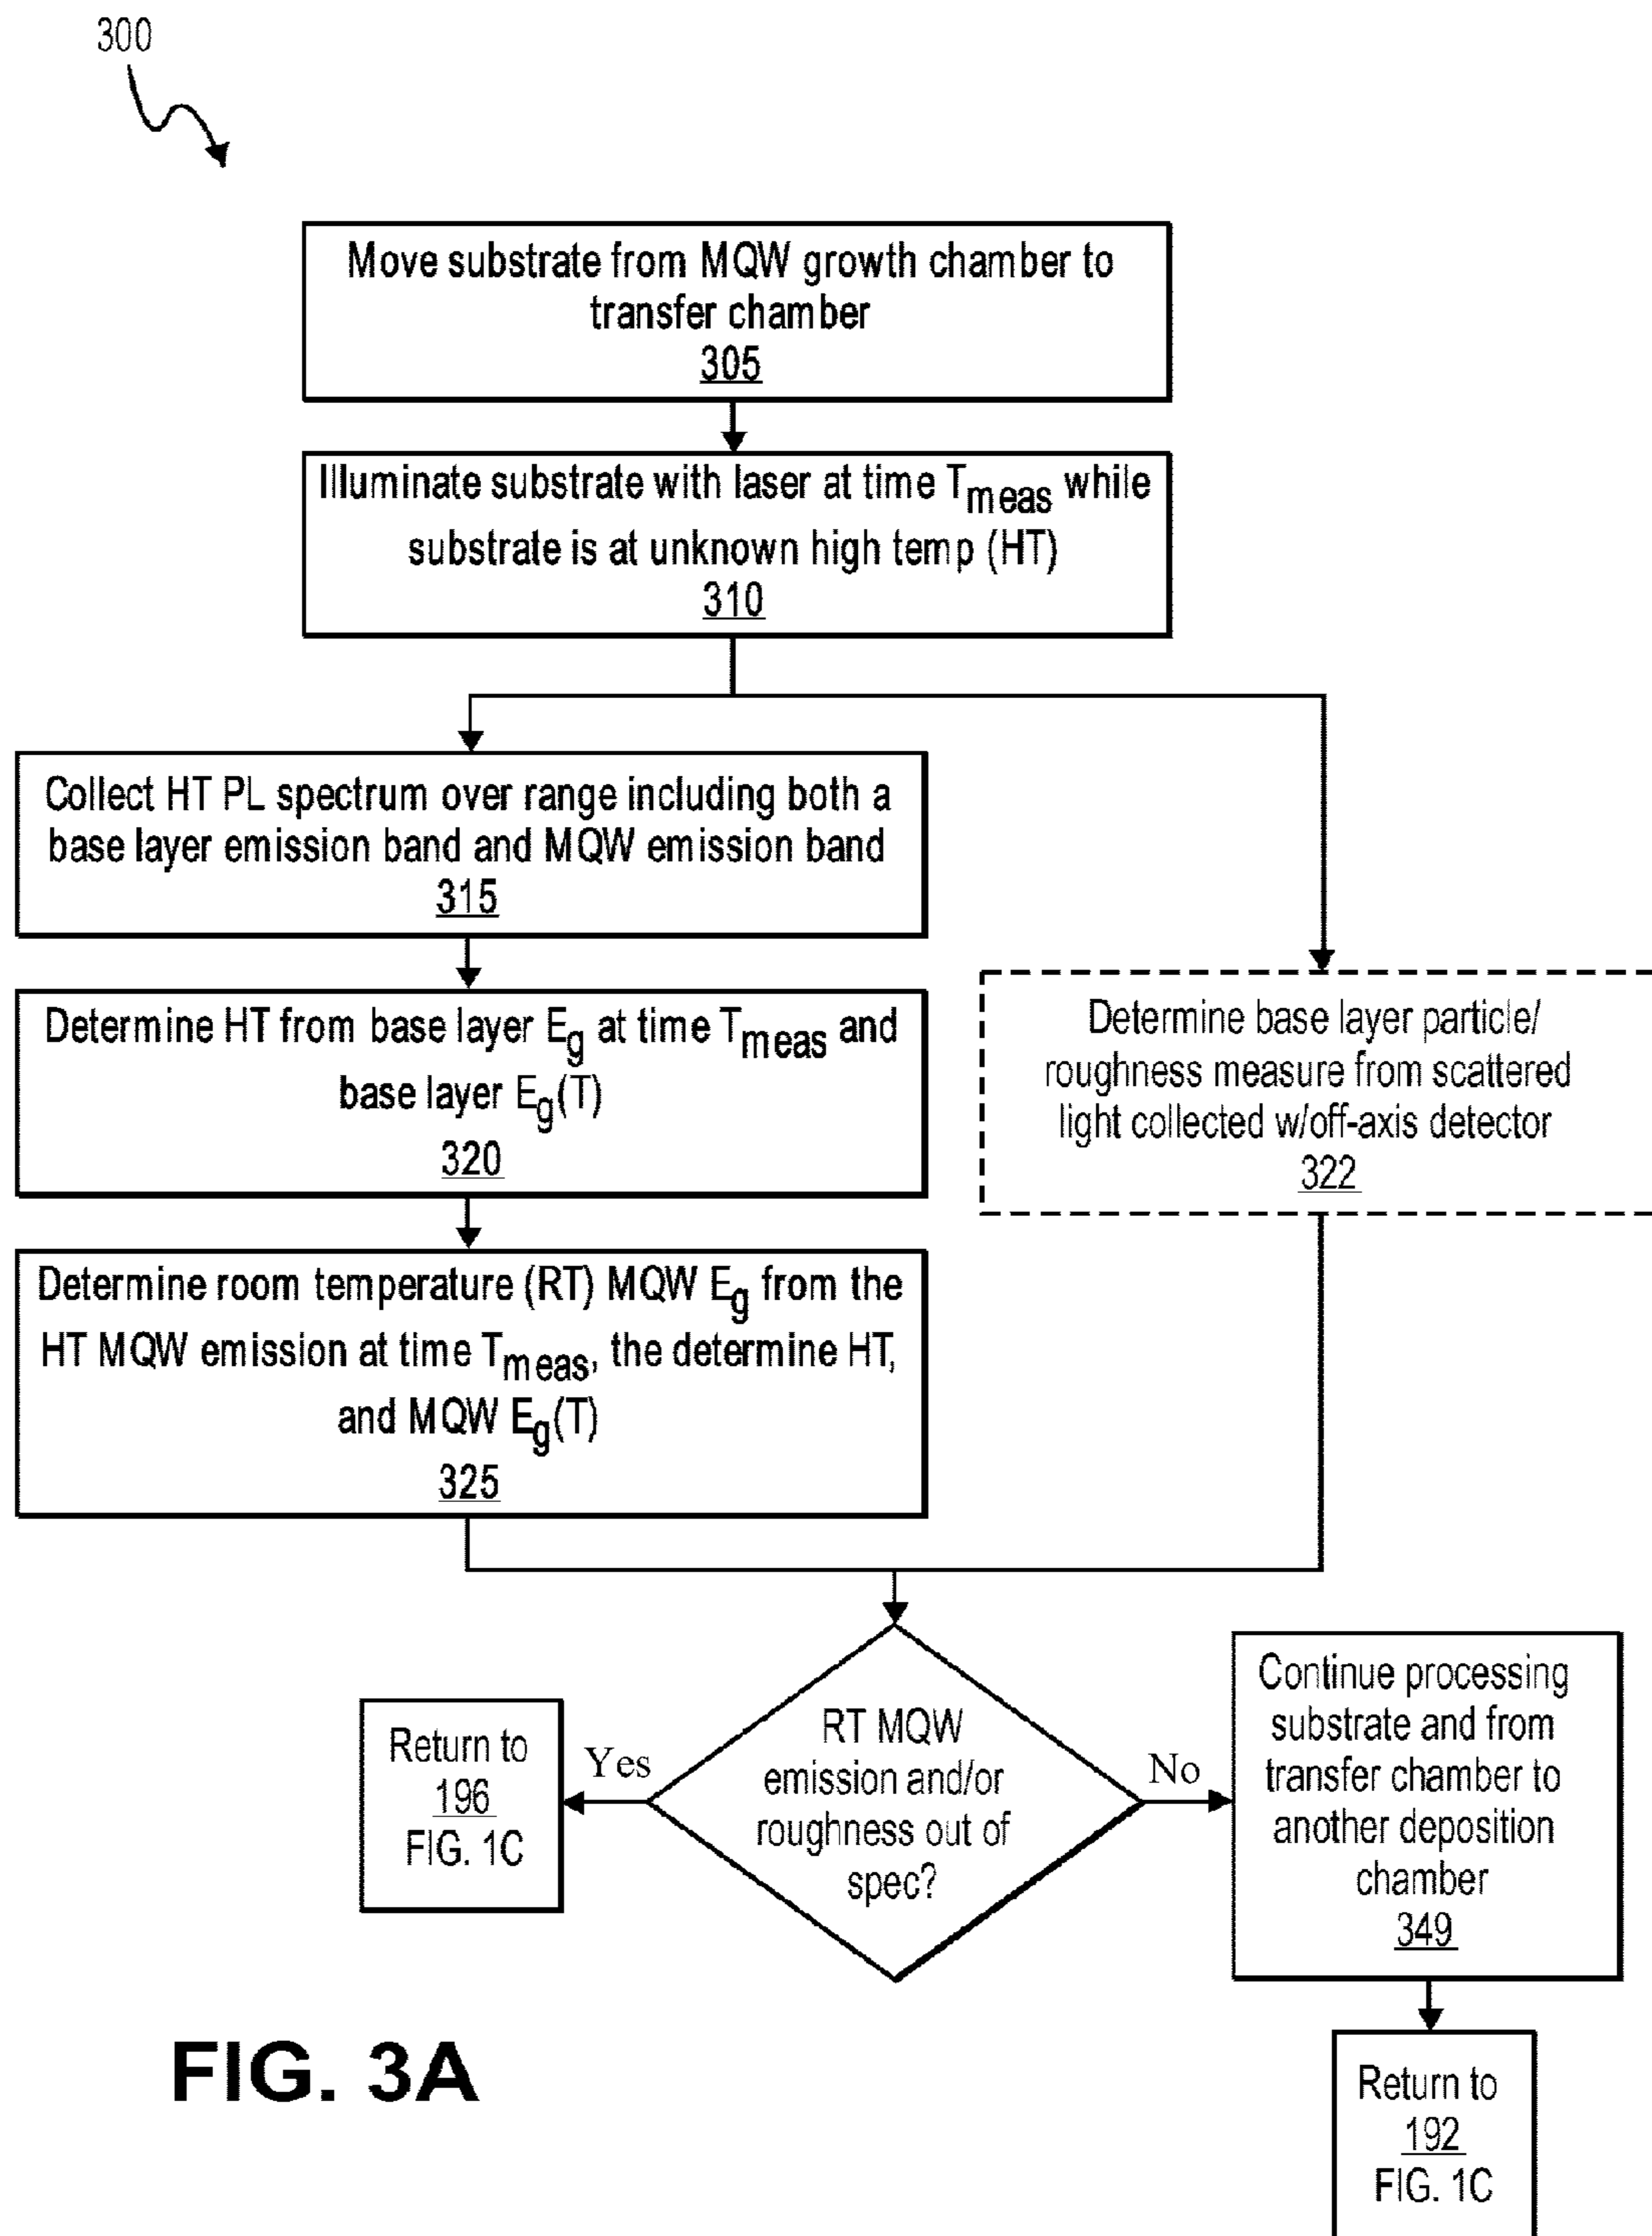 300
Move substrate from MQW growth chamber to
transfer chamber
305
Illuminate substrate with laser at time Tmeas while
substrate is at unknown high temp (HT)
310
Collect HT PL spectrum over range including both a
base layer emission band and MQW emission band
315
Determine HT from base layer Eg at time Tmeas and
base layer Eg(T)
320
Determine base layer particle/
roughness measure from scattered
light collected w/off-axis detector
322
Determine room temperature (RT) MQW Eg from the
HT MQW emission at time Tmeas, the determine HT,
and MQW Eg(T)
325
RT MQW
emission and/or
roughness out of
spec?
Yes
Return to
196
FIG. 1C
No
Continue processing
substrate and from
transfer chamber to
another deposition
chamber
349
Return to
192
FIG. 1C
FIG. 3A